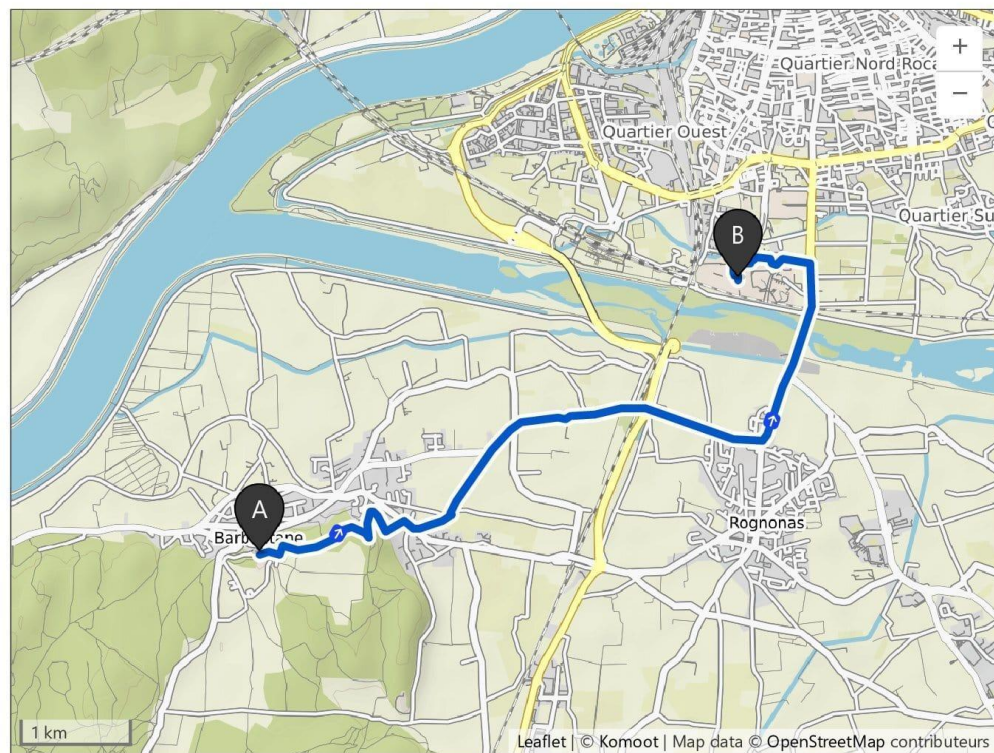 +
Quartier Nord Roca
−
Quartier Ouest
Quartier Su
B
A
Rognonas
1 km
Leaflet | © Komoot | Map data © OpenStreetMap contributeurs